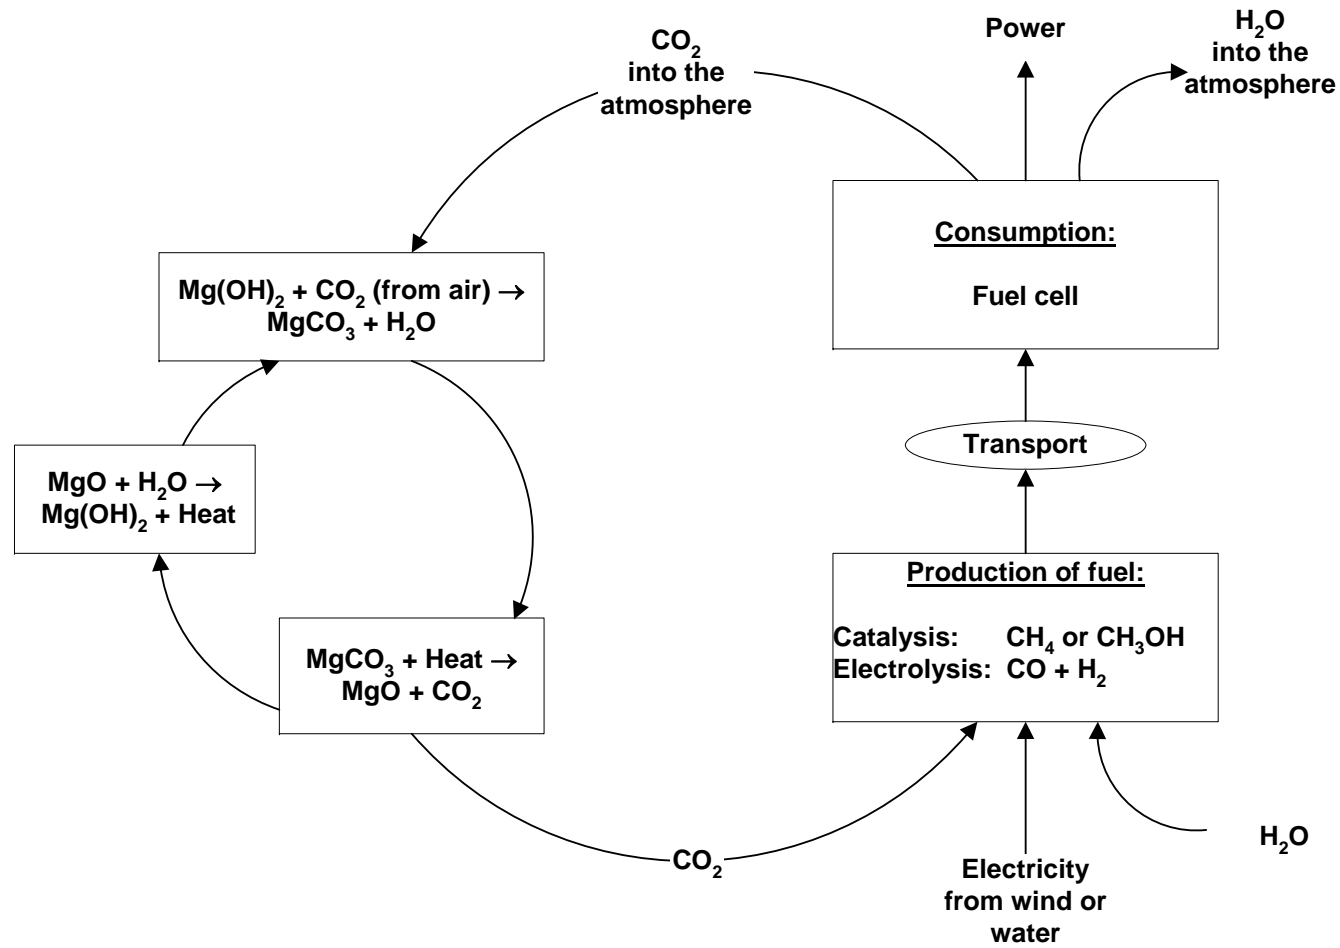 CO₂
into the
atmosphere
Power
H₂O
into the
atmosphere
Consumption:
Fuel cell
Mg(OH)₂ + CO₂ (from air) →
MgCO₃ + H₂O
Transport
MgO + H₂O →
Mg(OH)₂ + Heat
Production of fuel:
Catalysis: CH₄ or CH₃OH
Electrolysis: CO + H₂
MgCO₃ + Heat →
MgO + CO₂
CO₂
H₂O
Electricity
from wind or
water